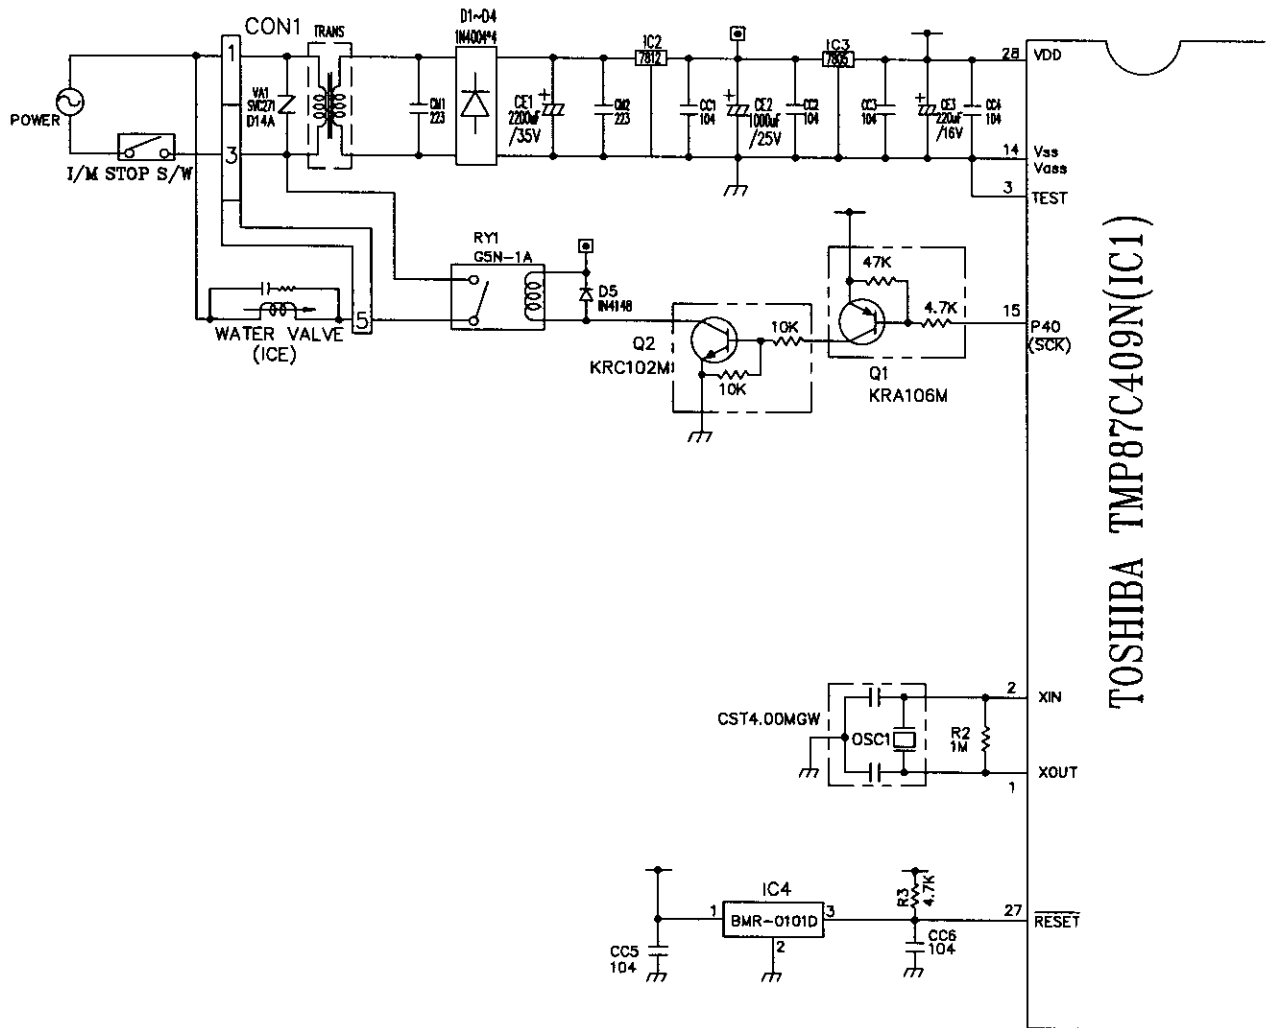 CON1
TRANS
D1~D4
1N4004*4
IC2
7812
IC3
7805
28
VDD
1
POWER
VA1
SVC271
D14A
CM1
223
CE1
2200uF
/35V
+
CM2
223
CC1
104
+
CE2
1000uF
/25V
CC2
104
CC3
104
+
CE3
220uF
/16V
CC4
104
3
I/M STOP S/W
14
Vss
Vass
3
TEST
RY1
G5N-1A
D5
1N4148
47K
4.7K
15
P40
(SCK)
5
WATER VALVE
(ICE)
Q2
KRC102M
10K
10K
Q1
KRA106M
TOSHIBA TMP87C409N(IC1)
2
XIN
CST4.00MGW
OSC1
R2
1M
XOUT
1
IC4
R3
4.7K
1
BMR-0101D
3
27
RESET
2
CC5
104
CC6
104